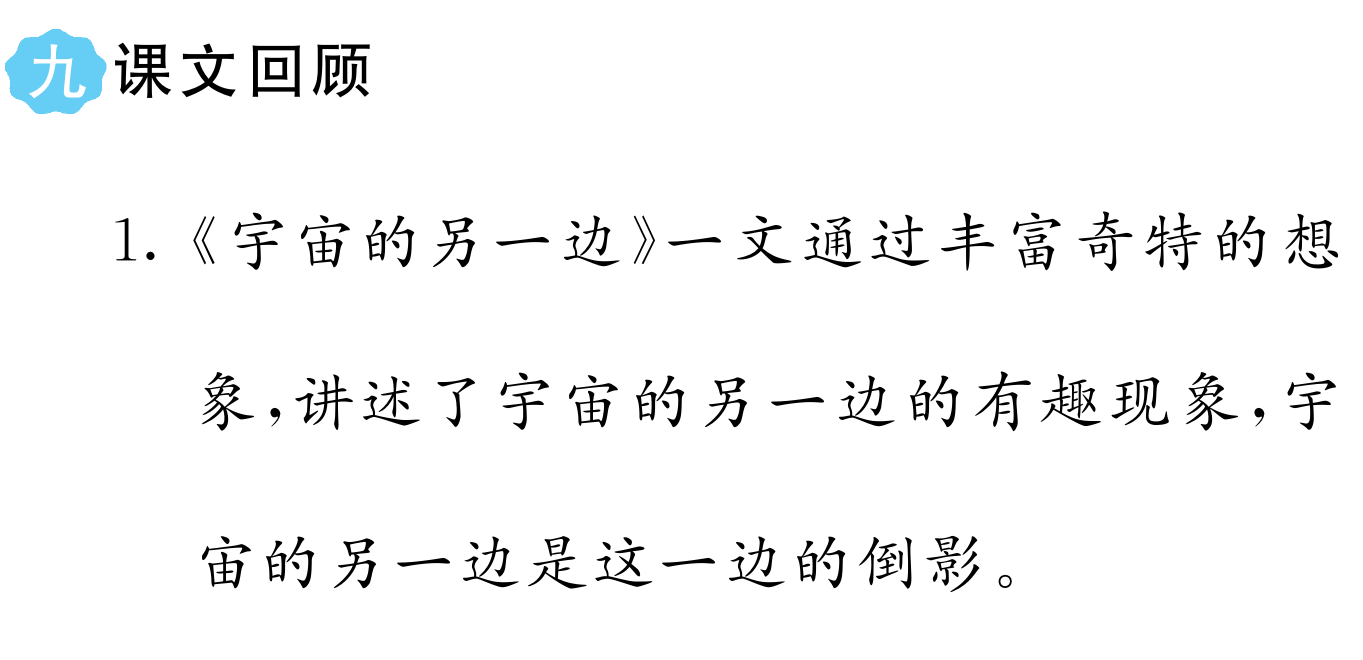 九 课文回顾
1.《宇宙的另一边》一文通过丰富奇特的想
象,讲述了宇宙的另一边的有趣现象,宇
宙的另一边是这一边的倒影。